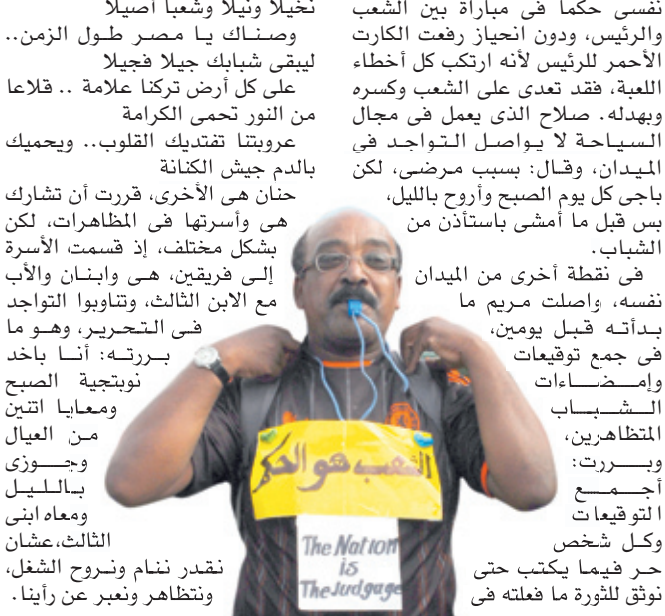 نفسى حكما فى مباراة بين الشعب
والرئيس، ودون انحياز رفعت الكارت
الأحمر للرئيس لأنه ارتكب كل أخطاء
اللعبة، فقد تعدى على الشعب وكسره
وبهدله. صلاح الذى يعمل فى مجال
السياحة لا يواصل التواجد في
الميدان، وقال: بسبب مرضى، لكن
باجى كل يوم الصبح وأروح بالليل،
بس قبل ما أمشى باستأذن من
الشباب.
فى نقطة أخرى من الميدان
نفسه، واصلت مريم ما
بدأته قبل يومين،
فى جمع توقيعات
وإمضاءات
الشباب
المتظاهرين،
وبررت:
أجمع
التوقيعات
وكل شخص
حر فيما يكتب حتى
نوثق للثورة ما فعلته فى
نخيلا ونيلا وشعبا أصيلا
وصناك يا مصر طول الزمن..
ليبقى شبابك جيلا فجيلا
على كل أرض تركنا علامة .. قلاعا
من النور تحمى الكرامة
عروبتنا تفتديك القلوب.. ويحميك
بالدم جيش الكنانة
حنان هى الأخرى، قررت أن تشارك
هى وأسرتها فى المظاهرات، لكن
بشكل مختلف، إذ قسمت الأسرة
إلى فريقين، هى وابنان والأب
مع الابن الثالث، وتناوبوا التواجد
فى التحرير، وهو ما
بررته: أنا باخد
نوبتجية الصبح
ومعايا اتنين
من العيال
وجوزى
بالليل
ومعاه ابنى
الثالث،عشان
نقدر ننام ونروح الشغل،
ونتظاهر ونعبر عن رأينا.
الشعب هو الحكم
The Nation
is
The Judgage